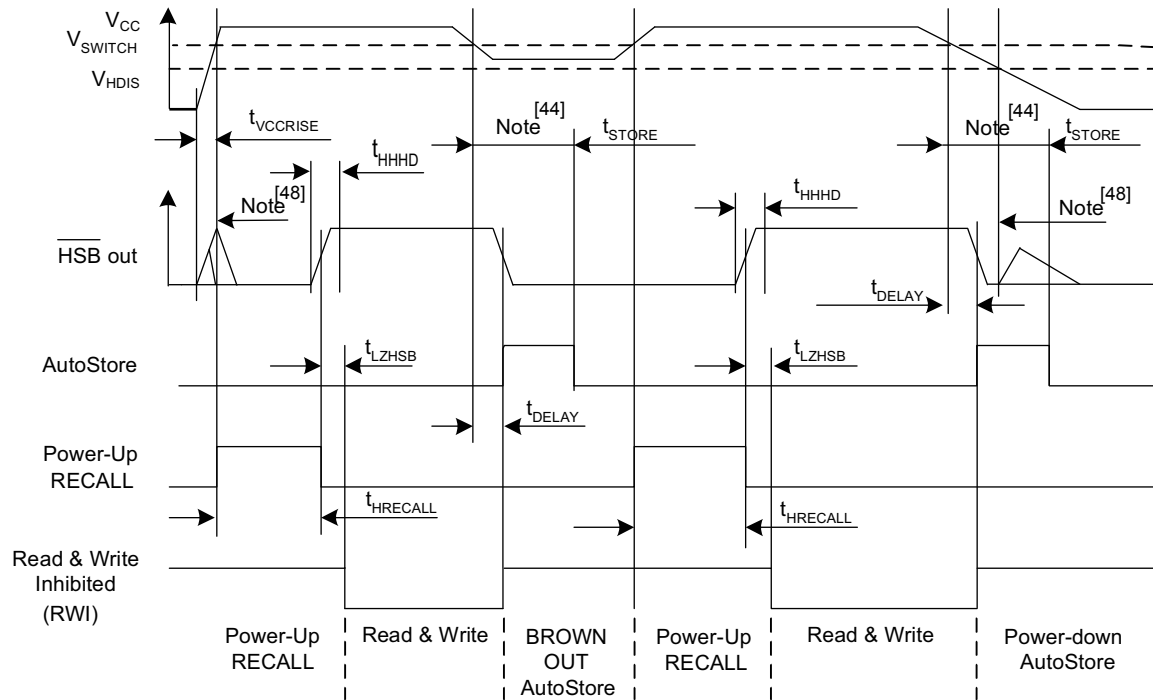 V_CC
V_SWITCH
V_HDIS
t_VCCRISE
Note[44]
t_STORE
Note[44]
t_STORE
t_HHHD
Note[48]
t_HHHD
Note[48]
HSB out
t_DELAY
AutoStore
t_LZHSB
t_LZHSB
t_DELAY
Power-Up
RECALL
t_HRECALL
t_HRECALL
Read & Write
Inhibited
(RWI)
Power-Up
RECALL
Read & Write
BROWN
OUT
AutoStore
Power-Up
RECALL
Read & Write
Power-down
AutoStore